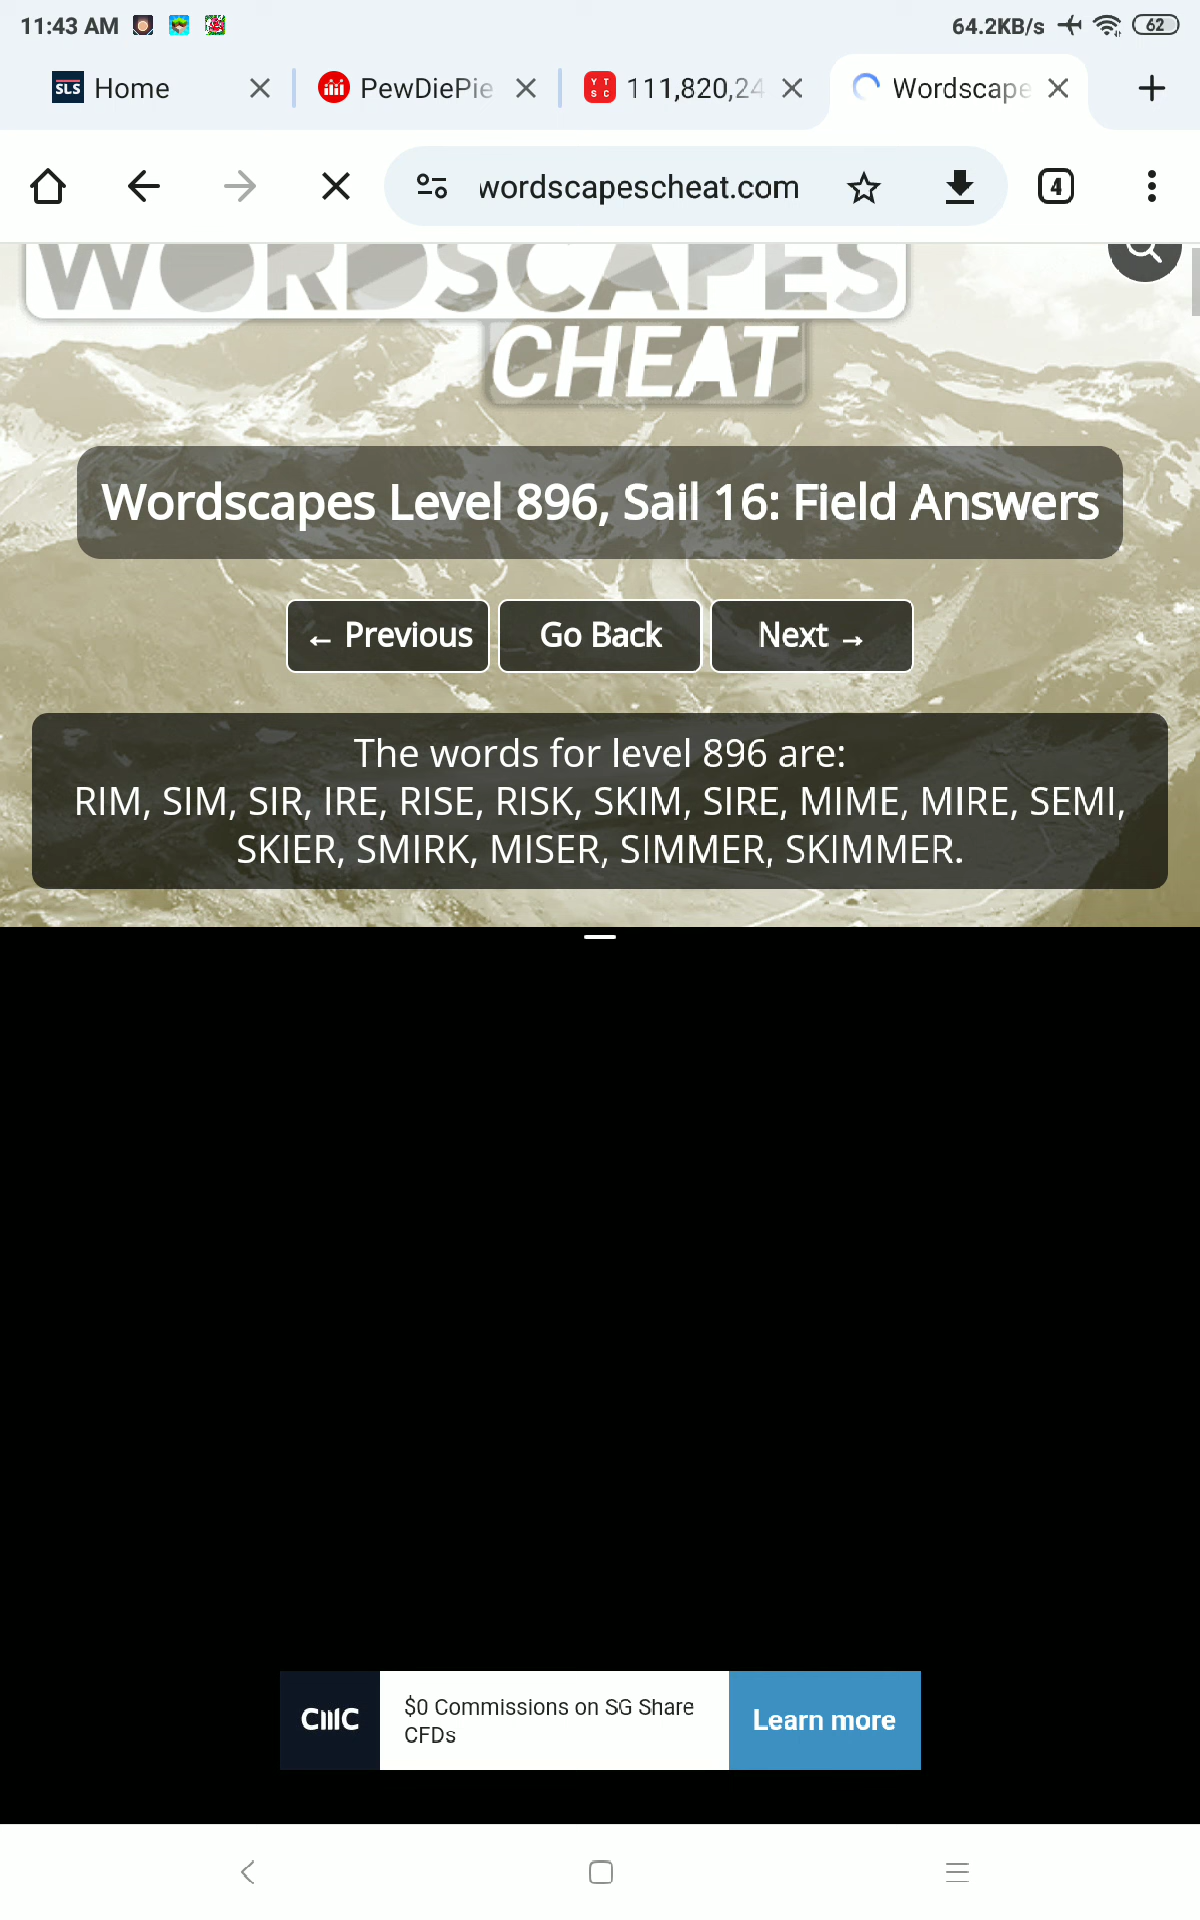 11:43 AM 64.2KB/s 62
Home PewDiePie 111,820,24 Wordscape
wordscapescheat.com 4
WORDSCAPES
CHEAT
Wordscapes Level 896, Sail 16: Field Answers
← Previous Go Back Next →
The words for level 896 are:
RIM, SIM, SIR, IRE, RISE, RISK, SKIM, SIRE, MIME, MIRE, SEMI,
SKIER, SMIRK, MISER, SIMMER, SKIMMER.
CMC $0 Commissions on SG Share
CFDs
Learn more